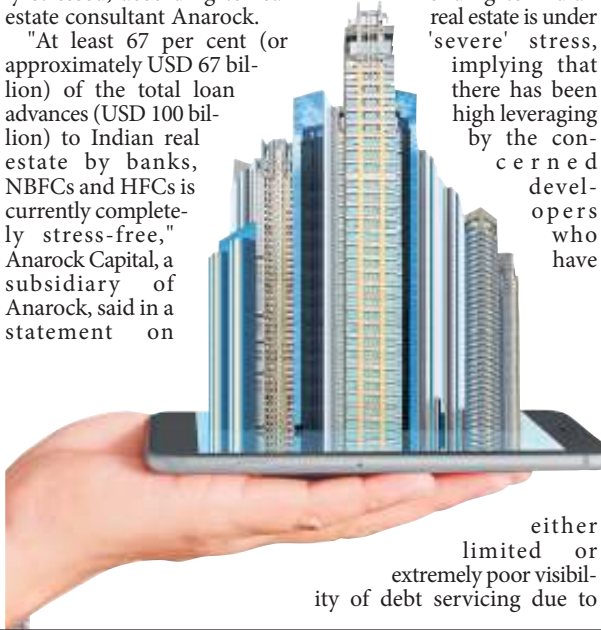 estate consultant Anarock.
"At least 67 per cent (or
approximately USD 67 bil-
lion) of the total loan
advances (USD 100 bil-
lion) to Indian real
estate by banks,
NBFCs and HFCs is
currently complete-
ly stress-free,"
Anarock Capital, a
subsidiary of
Anarock, said in a
statement on
real estate is under
'severe' stress,
implying that
there has been
high leveraging
by the con-
cerned
devel-
opers
who
have
either
limited or
extremely poor visibil-
ity of debt servicing due to